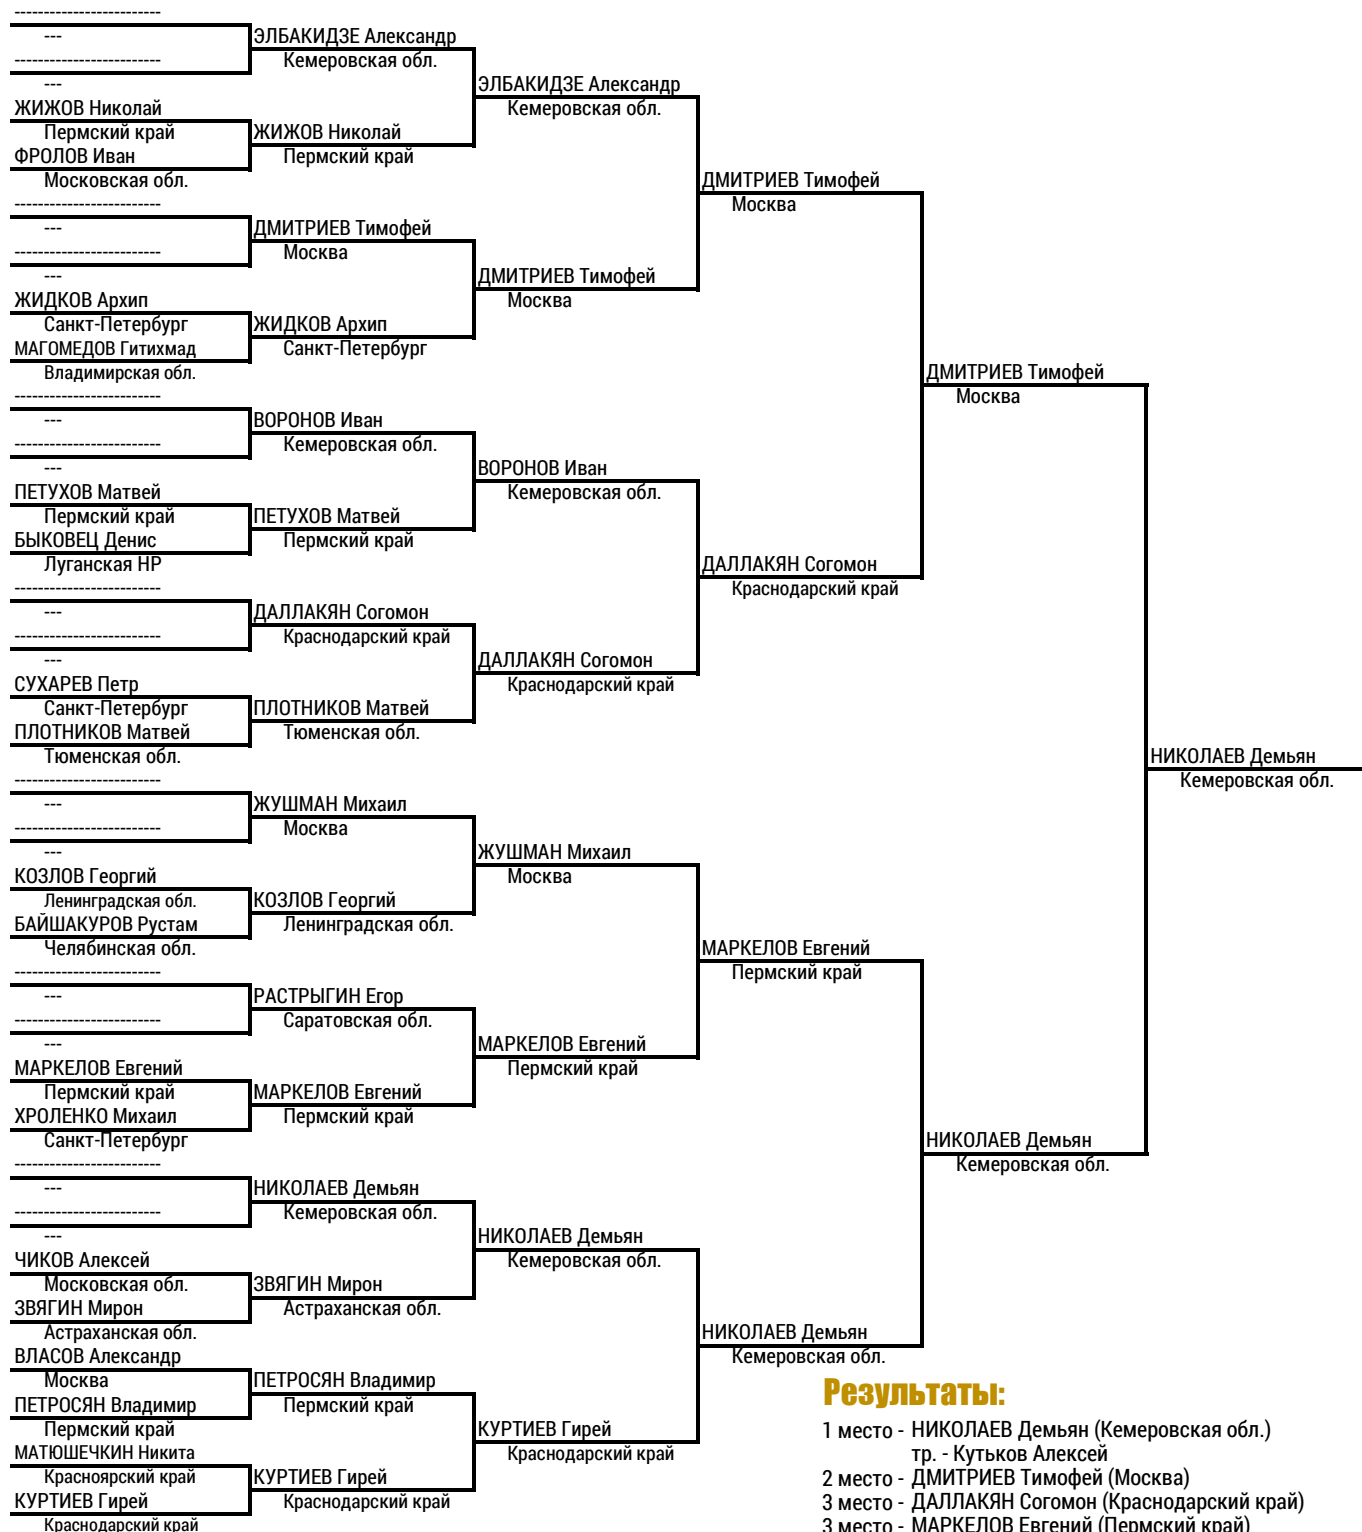 -------------------------
---
-------------------------
---
ЖИЖОВ Николай
Пермский край
ФРОЛОВ Иван
Московская обл.
-------------------------
---
-------------------------
---
ЖИДКОВ Архип
Санкт-Петербург
МАГОМЕДОВ Гитихмад
Владимирская обл.
-------------------------
---
-------------------------
---
ПЕТУХОВ Матвей
Пермский край
БЫКОВЕЦ Денис
Луганская НР
-------------------------
---
-------------------------
---
СУХАРЕВ Петр
Санкт-Петербург
ПЛОТНИКОВ Матвей
Тюменская обл.
-------------------------
---
-------------------------
---
КОЗЛОВ Георгий
Ленинградская обл.
БАЙШАКУРОВ Рустам
Челябинская обл.
-------------------------
---
-------------------------
---
МАРКЕЛОВ Евгений
Пермский край
ХРОЛЕНКО Михаил
Санкт-Петербург
-------------------------
---
-------------------------
---
ЧИКОВ Алексей
Московская обл.
ЗВЯГИН Мирон
Астраханская обл.
ВЛАСОВ Александр
Москва
ПЕТРОСЯН Владимир
Пермский край
МАТЮШЕЧКИН Никита
Красноярский край
КУРТИЕВ Гирей
Краснодарский край
ЭЛБАКИДЗЕ Александр
Кемеровская обл.
ЖИЖОВ Николай
Пермский край
ДМИТРИЕВ Тимофей
Москва
ЖИДКОВ Архип
Санкт-Петербург
ВОРОНОВ Иван
Кемеровская обл.
ПЕТУХОВ Матвей
Пермский край
ДАЛЛАКЯН Согомон
Краснодарский край
ПЛОТНИКОВ Матвей
Тюменская обл.
ЖУШМАН Михаил
Москва
КОЗЛОВ Георгий
Ленинградская обл.
РАСТРЫГИН Егор
Саратовская обл.
МАРКЕЛОВ Евгений
Пермский край
НИКОЛАЕВ Демьян
Кемеровская обл.
ЗВЯГИН Мирон
Астраханская обл.
ПЕТРОСЯН Владимир
Пермский край
КУРТИЕВ Гирей
Краснодарский край
ЭЛБАКИДЗЕ Александр
Кемеровская обл.
ДМИТРИЕВ Тимофей
Москва
ВОРОНОВ Иван
Кемеровская обл.
ДАЛЛАКЯН Согомон
Краснодарский край
ЖУШМАН Михаил
Москва
МАРКЕЛОВ Евгений
Пермский край
НИКОЛАЕВ Демьян
Кемеровская обл.
КУРТИЕВ Гирей
Краснодарский край
ДМИТРИЕВ Тимофей
Москва
ДАЛЛАКЯН Согомон
Краснодарский край
МАРКЕЛОВ Евгений
Пермский край
НИКОЛАЕВ Демьян
Кемеровская обл.
ДМИТРИЕВ Тимофей
Москва
НИКОЛАЕВ Демьян
Кемеровская обл.
НИКОЛАЕВ Демьян
Кемеровская обл.
Результаты:
1 место - НИКОЛАЕВ Демьян (Кемеровская обл.)
тр. - Кутьков Алексей
2 место - ДМИТРИЕВ Тимофей (Москва)
3 место - ДАЛЛАКЯН Согомон (Краснодарский край)
3 место - МАРКЕЛОВ Евгений (Пермский край)